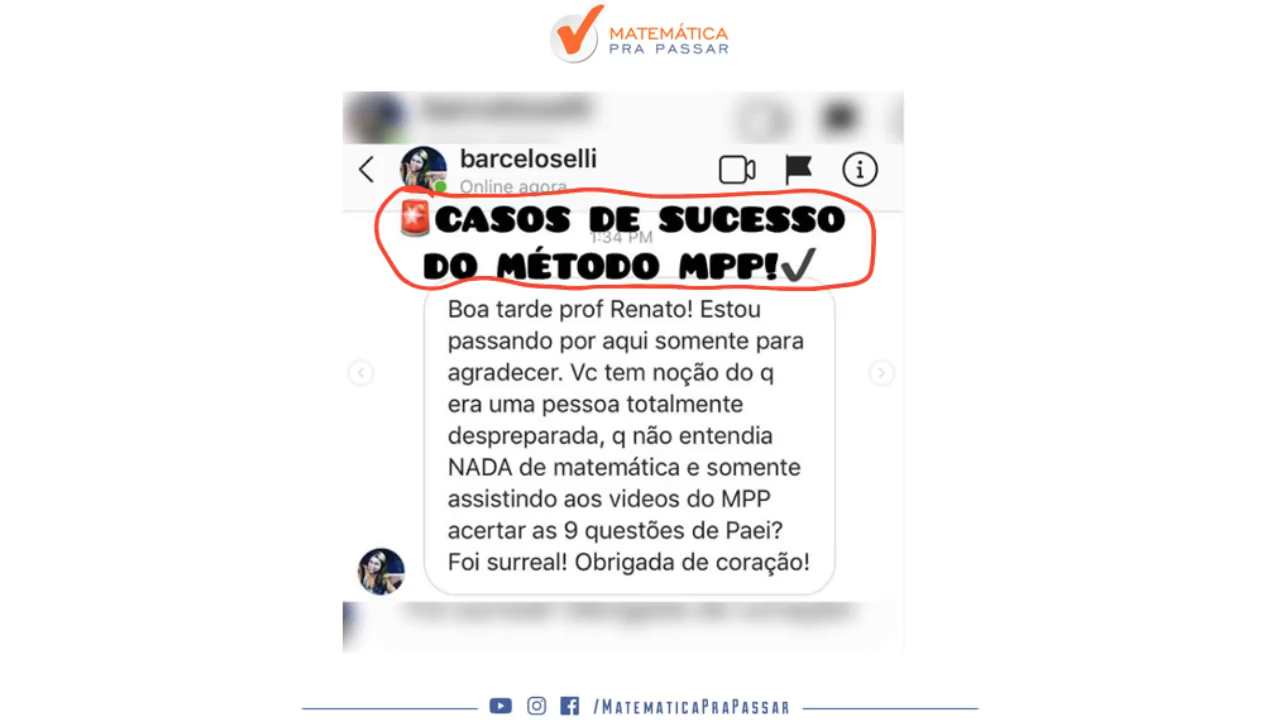 MATEMÁTICA
PRA PASSAR
barceloselli
Online agora
🚨CASOS DE SUCESSO
1:34 PM
DO MÉTODO MPP!✔
Boa tarde prof Renato! Estou
passando por aqui somente para
agradecer. Vc tem noção do q
era uma pessoa totalmente
despreparada, q não entendia
NADA de matemática e somente
assistindo aos videos do MPP
acertar as 9 questões de Paei?
Foi surreal! Obrigada de coração!
/MATEMATICAPRAPASSAR